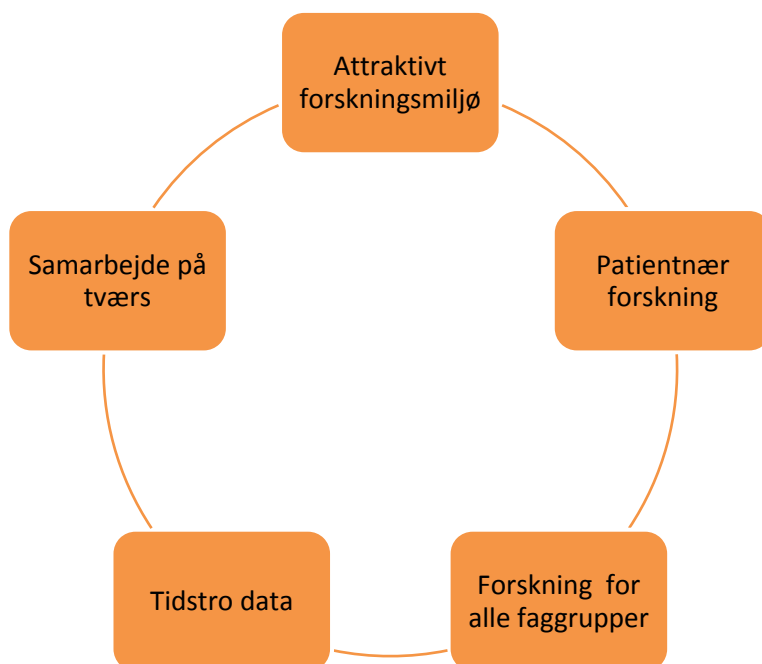 Attraktivt
forskningsmiljø
Patientnær
forskning
Forskning  for
alle faggrupper
Tidstro data
Samarbejde på
tværs